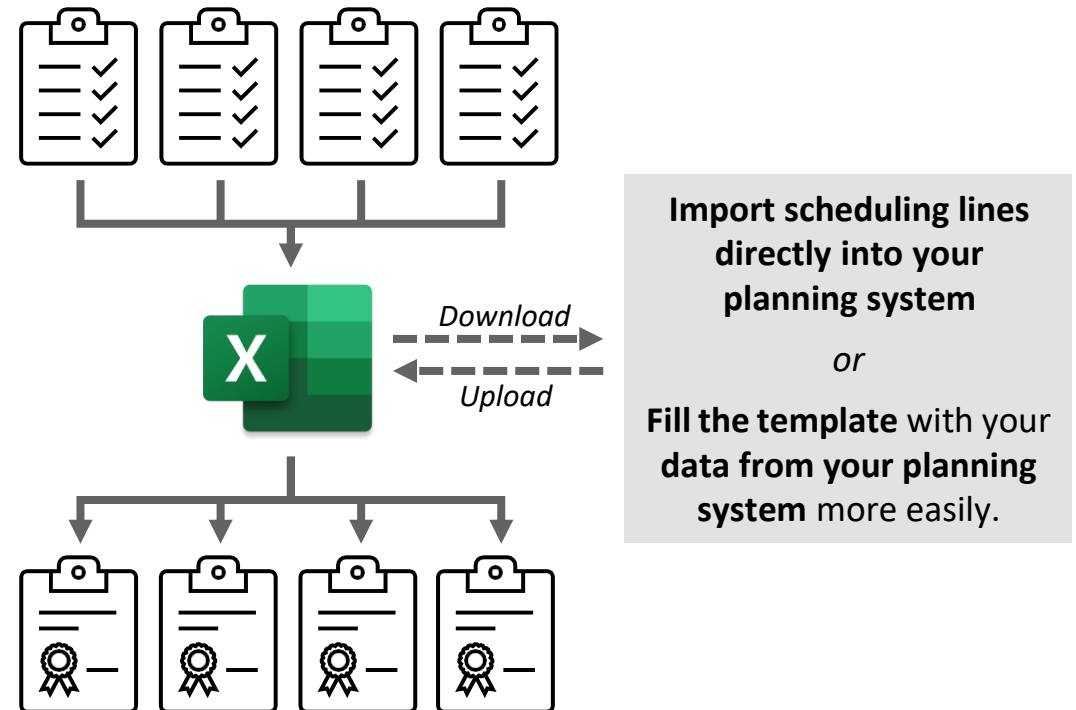 Import scheduling lines
directly into your
planning system
Download
or
X
Upload
Fill the template with your
data from your planning
system more easily.